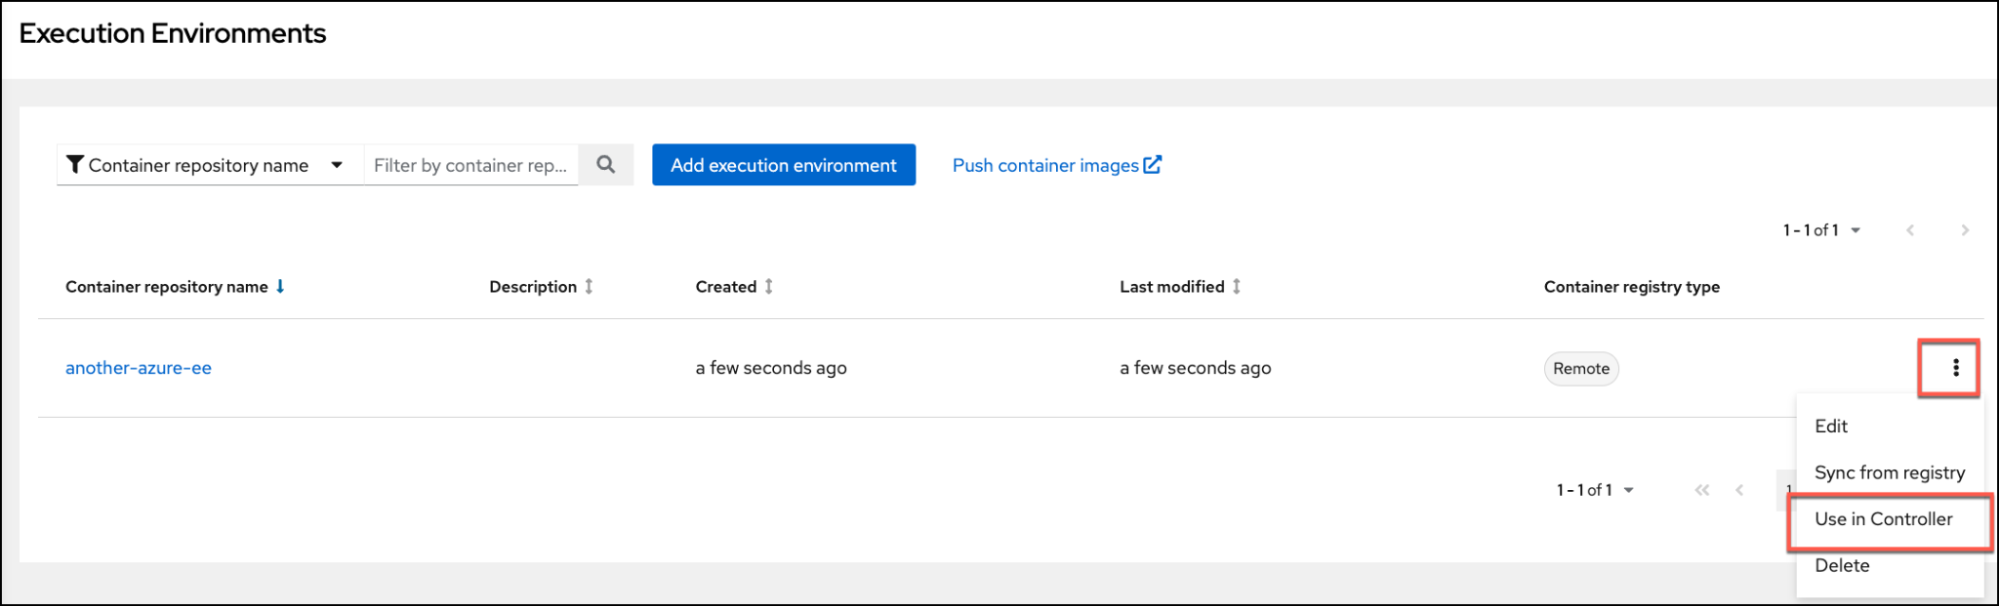 Execution Environments
Container repository name Filter by container rep... Add execution environment Push container images
1 - 1 of 1
Container repository name Description Created Last modified Container registry type
another-azure-ee a few seconds ago a few seconds ago Remote
Edit
Sync from registry
1 - 1 of 1 1
Use in Controller
Delete